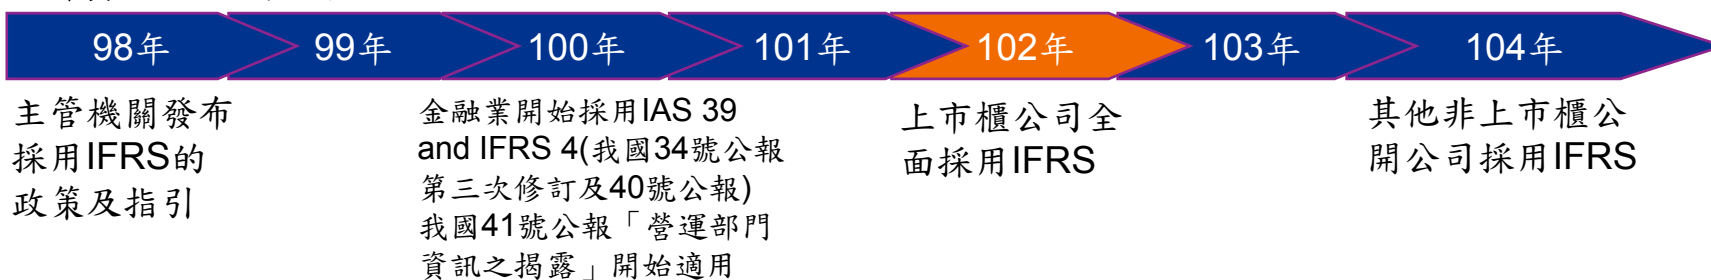 98年
99年
100年
101年
102年
103年
104年
主管機關發布
採用IFRS的
政策及指引
金融業開始採用IAS 39
and IFRS 4(我國34號公報
第三次修訂及40號公報)
我國41號公報「營運部門
資訊之揭露」開始適用
上市櫃公司全
面採用IFRS
其他非上市櫃公
開公司採用IFRS